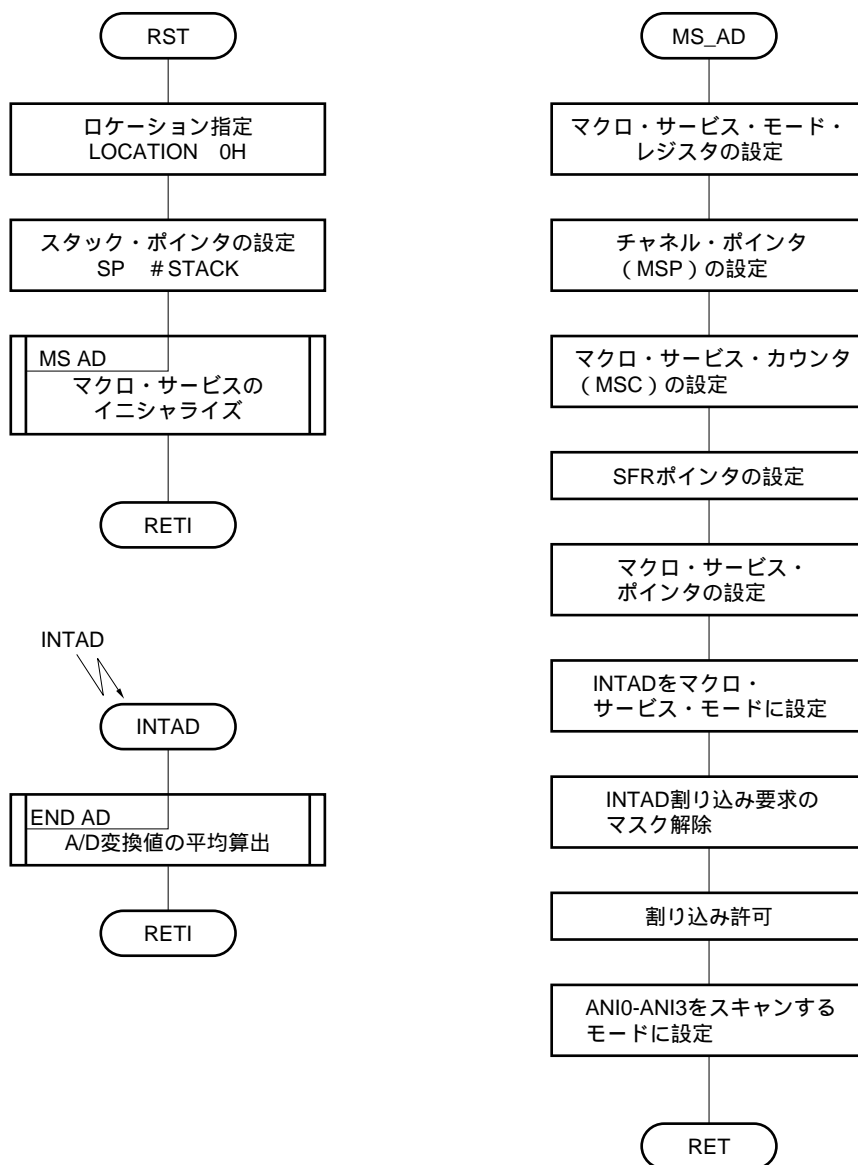 RST
ロケーション指定
LOCATION 0H
スタック・ポインタの設定
SP #STACK
MS AD
マクロ・サービスの
イニシャライズ
RETI
INTAD
INTAD
END AD
A/D変換値の平均算出
RETI
MS_AD
マクロ・サービス・モード・
レジスタの設定
チャネル・ポインタ
(MSP)の設定
マクロ・サービス・カウンタ
(MSC)の設定
SFRポインタの設定
マクロ・サービス・
ポインタの設定
INTADをマクロ・
サービス・モードに設定
INTAD割り込み要求の
マスク解除
割り込み許可
ANI0-ANI3をスキャンする
モードに設定
RET